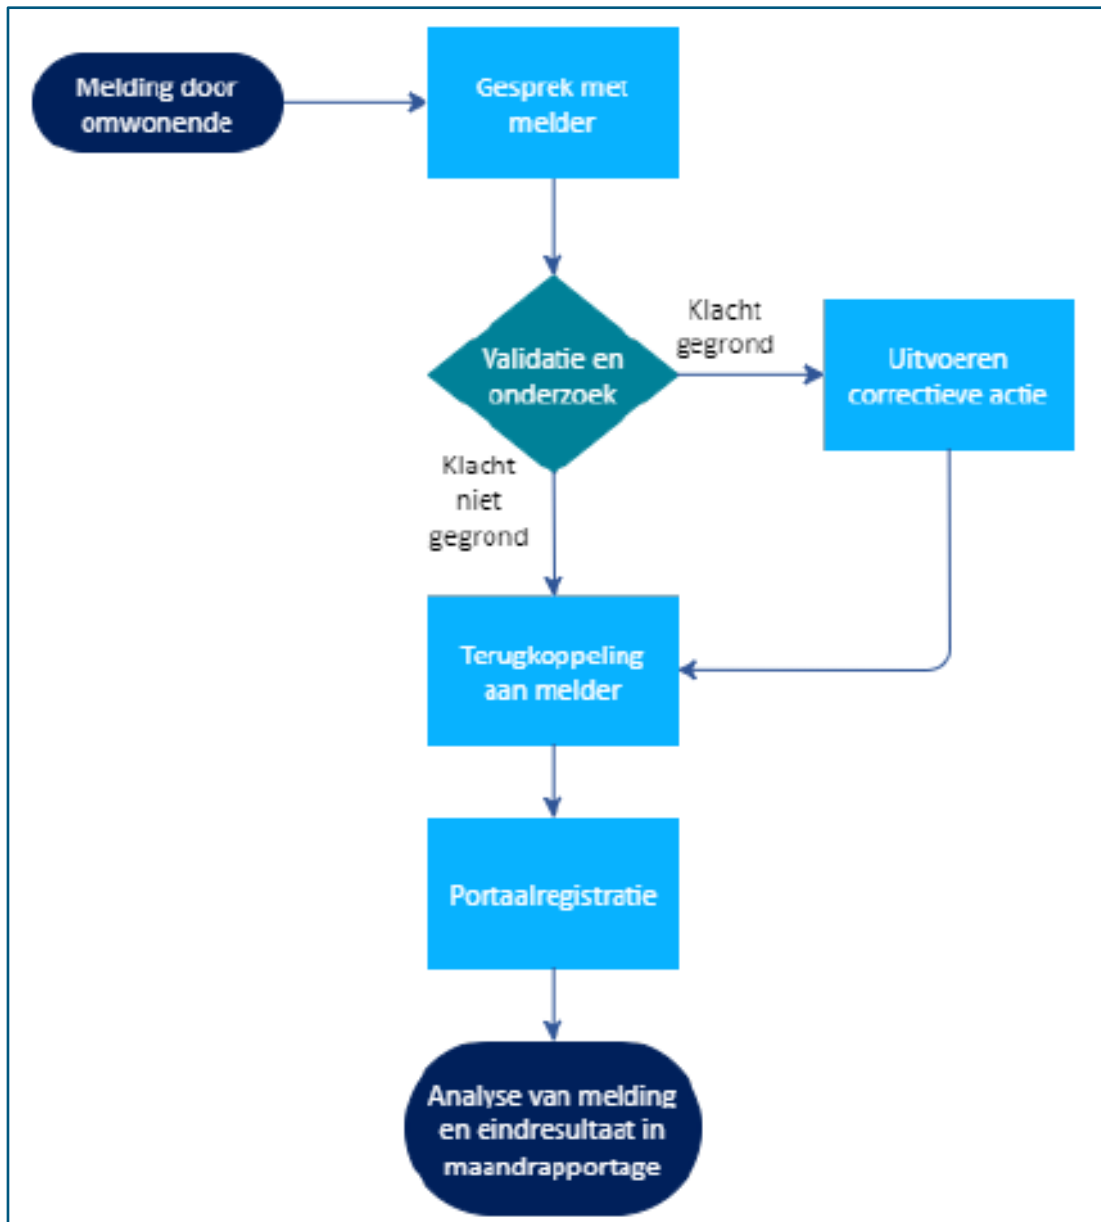 Melding door
omwonende
Gesprek met
melder
Validatie en
onderzoek
Klacht
gegrond
Uitvoeren
correctieve actie
Klacht
niet
gegrond
Terugkoppeling
aan melder
Portaalregistratie
Analyse van melding
en eindresultaat in
maandrapportage